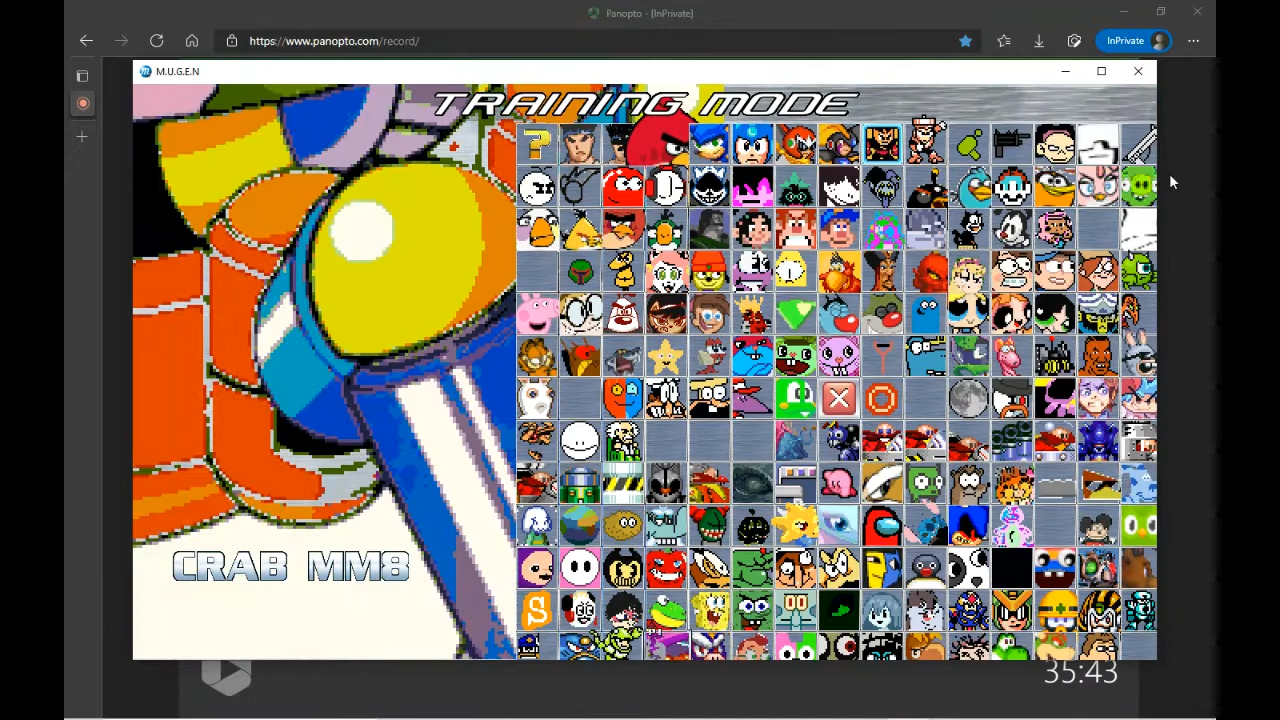 Panopto - [InPrivate]
https://www.panopto.com/record/
InPrivate
M.U.G.E.N
TRAINING MODE
?
S
CRAB MM8
35:43